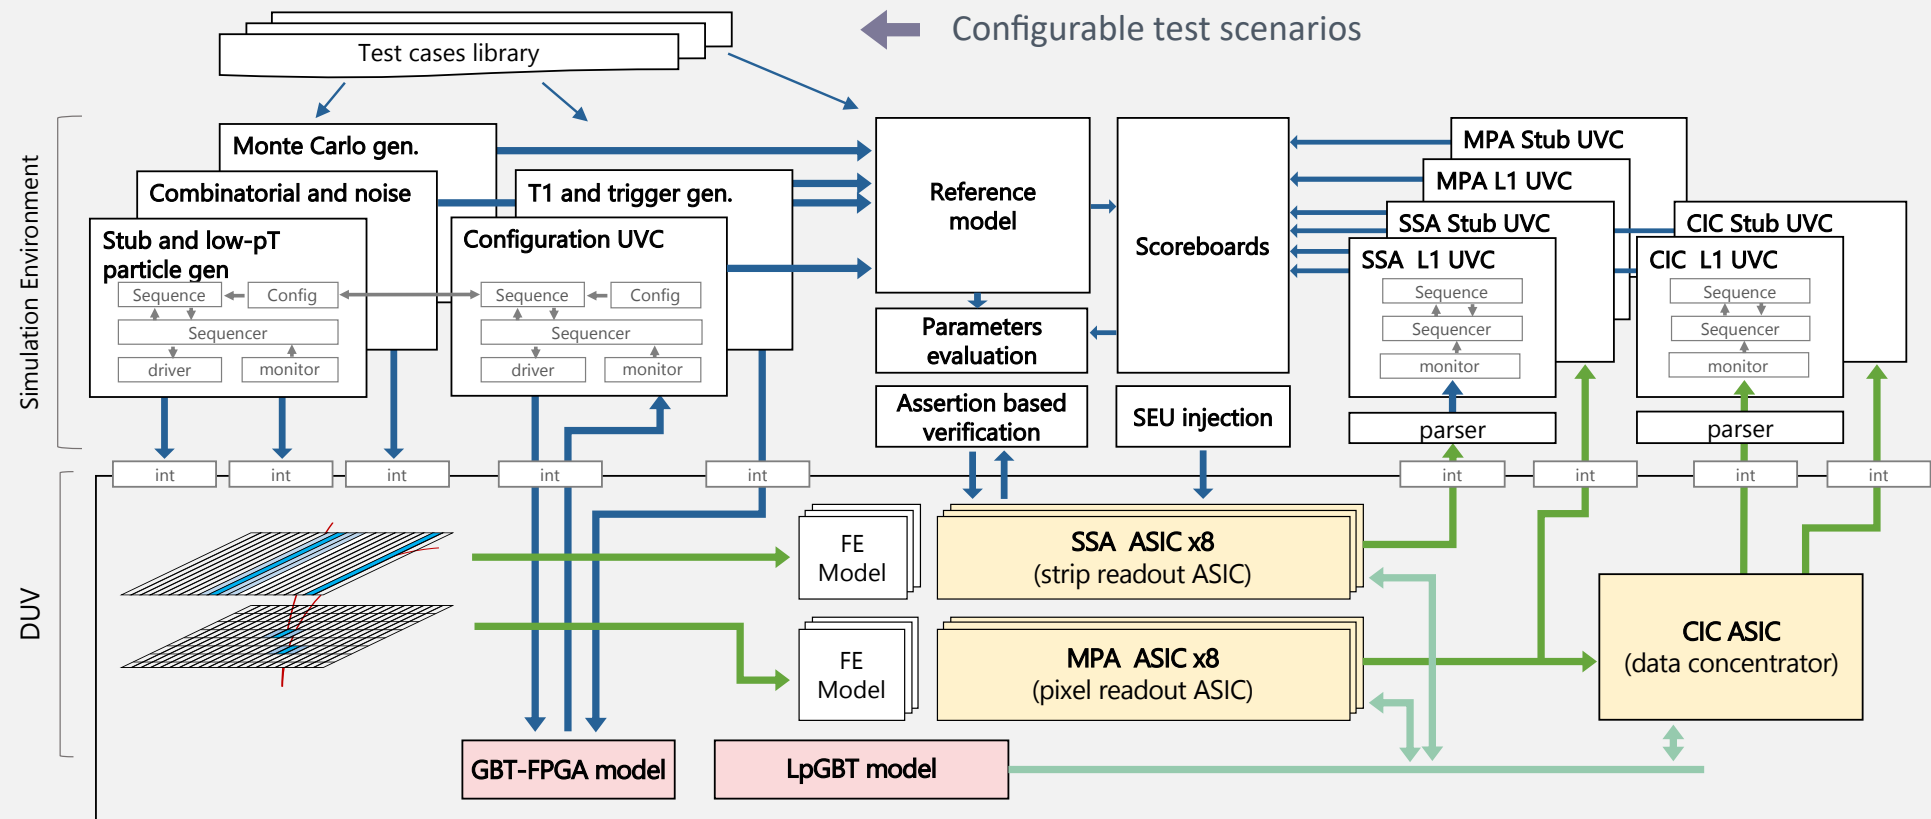 Configurable test scenarios
Test cases library
Simulation Environment
Monte Carlo gen.
Combinatorial and noise
Stub and low-pT
particle gen
Sequence
Config
Sequencer
driver
monitor
T1 and trigger gen.
Configuration UVC
Sequence
Config
Sequencer
driver
monitor
Reference
model
Scoreboards
Parameters
evaluation
Assertion based
verification
SEU injection
MPA Stub UVC
MPA L1 UVC
SSA Stub UVC
SSA L1 UVC
Sequence
Sequencer
monitor
parser
CIC Stub UVC
CIC L1 UVC
Sequence
Sequencer
monitor
parser
int
int
int
int
int
int
int
int
int
DUV
FE
Model
SSA ASIC x8
(strip readout ASIC)
FE
Model
MPA ASIC x8
(pixel readout ASIC)
CIC ASIC
(data concentrator)
GBT-FPGA model
LpGBT model